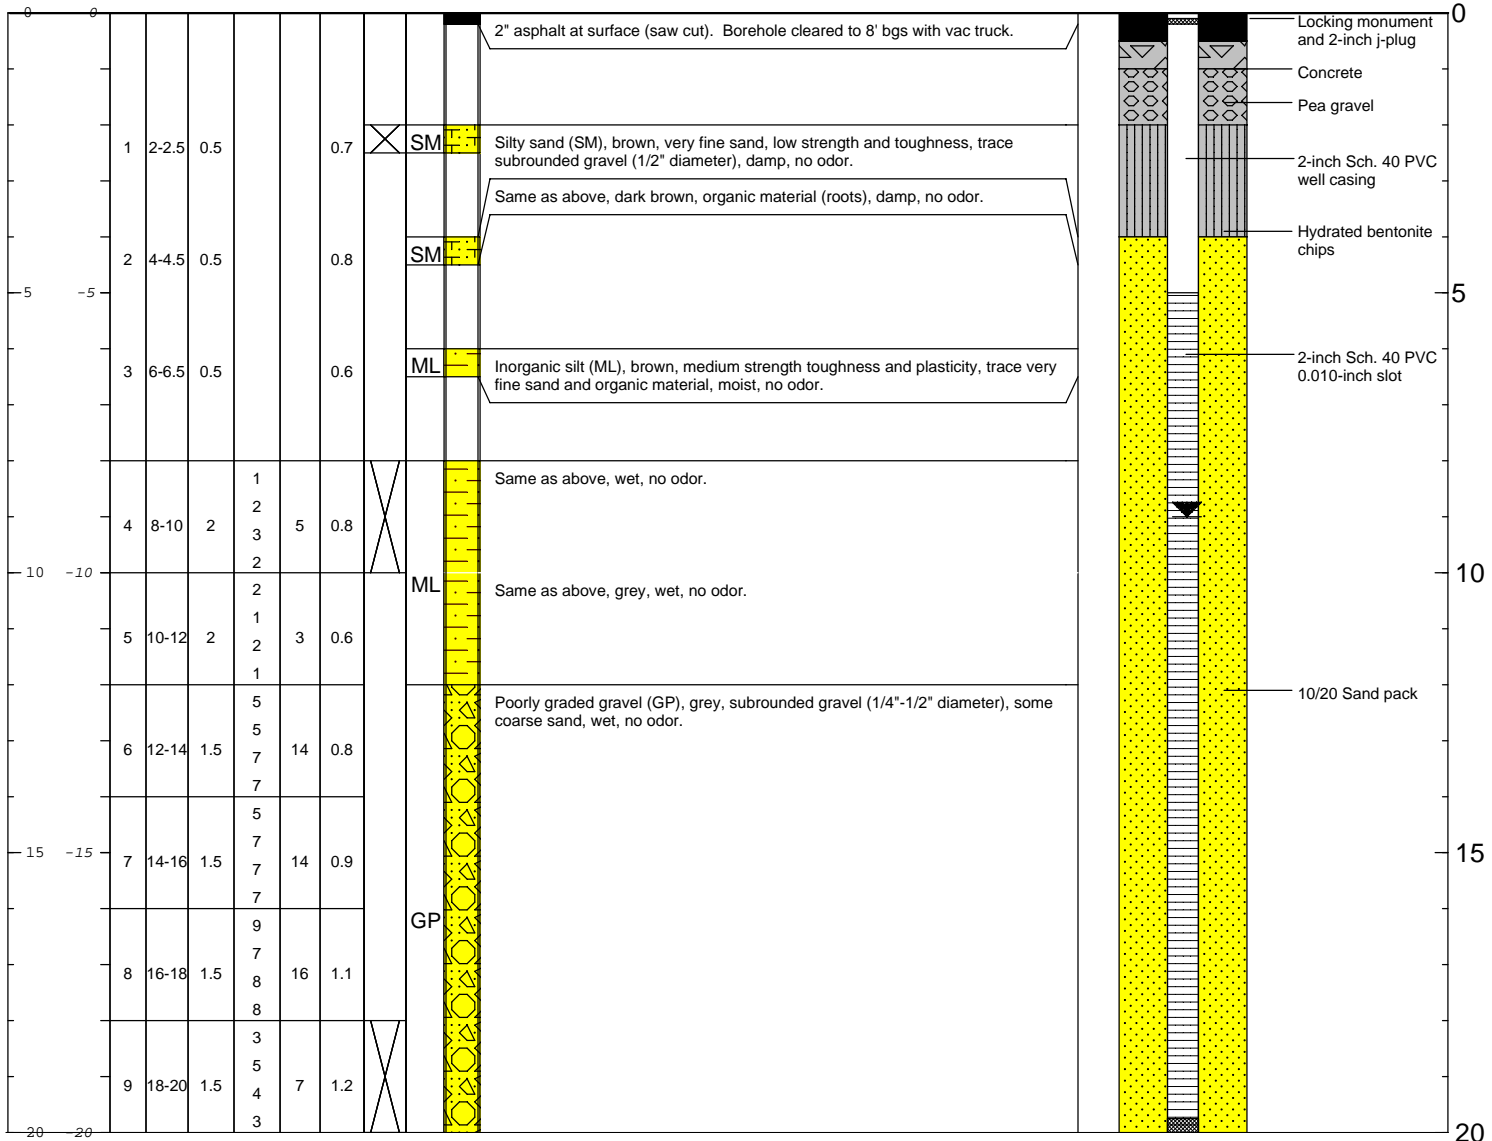 0 0 0
2" asphalt at surface (saw cut). Borehole cleared to 8' bgs with vac truck.
Locking monument
and 2-inch j-plug
Concrete
Pea gravel
1 2-2.5 0.5 0.7 SM
Silty sand (SM), brown, very fine sand, low strength and toughness, trace
subrounded gravel (1/2" diameter), damp, no odor.
2-inch Sch. 40 PVC
well casing
Same as above, dark brown, organic material (roots), damp, no odor.
Hydrated bentonite
chips
2 4-4.5 0.5 0.8 SM
5 -5 5
3 6-6.5 0.5 0.6 ML
Inorganic silt (ML), brown, medium strength toughness and plasticity, trace very
fine sand and organic material, moist, no odor.
2-inch Sch. 40 PVC
0.010-inch slot
Same as above, wet, no odor.
1
2
4 8-10 2 3 5 0.8
2
10 -10 ML 10
Same as above, grey, wet, no odor.
2
1
5 10-12 2 2 3 0.6
1
Poorly graded gravel (GP), grey, subrounded gravel (1/4"-1/2" diameter), some
coarse sand, wet, no odor.
10/20 Sand pack
5
5
6 12-14 1.5 7 14 0.8
7
15 -15 15
5
7
7 14-16 1.5 7 14 0.9
7
GP
9
7
8 16-18 1.5 8 16 1.1
8
3
5
9 18-20 1.5 4 7 1.2
3
20 -20 20